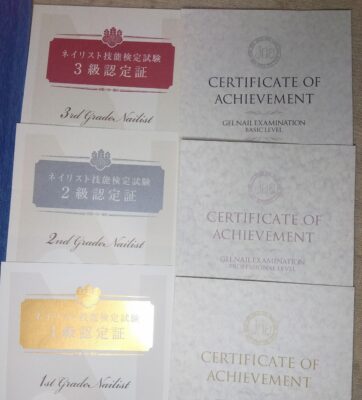 ネイリスト技能検定試験
3級認定証
3rd Grade Nailist
CERTIFICATE OF
ACHIEVEMENT
GEL NAIL EXAMINATION
BASIC LEVEL
ネイリスト技能検定試験
2級認定証
2nd Grade Nailist
CERTIFICATE OF
ACHIEVEMENT
GEL NAIL EXAMINATION
PROFESSIONAL LEVEL
ネイリスト技能検定試験
1級認定証
1st Grade Nailist
CERTIFICATE OF
ACHIEVEMENT